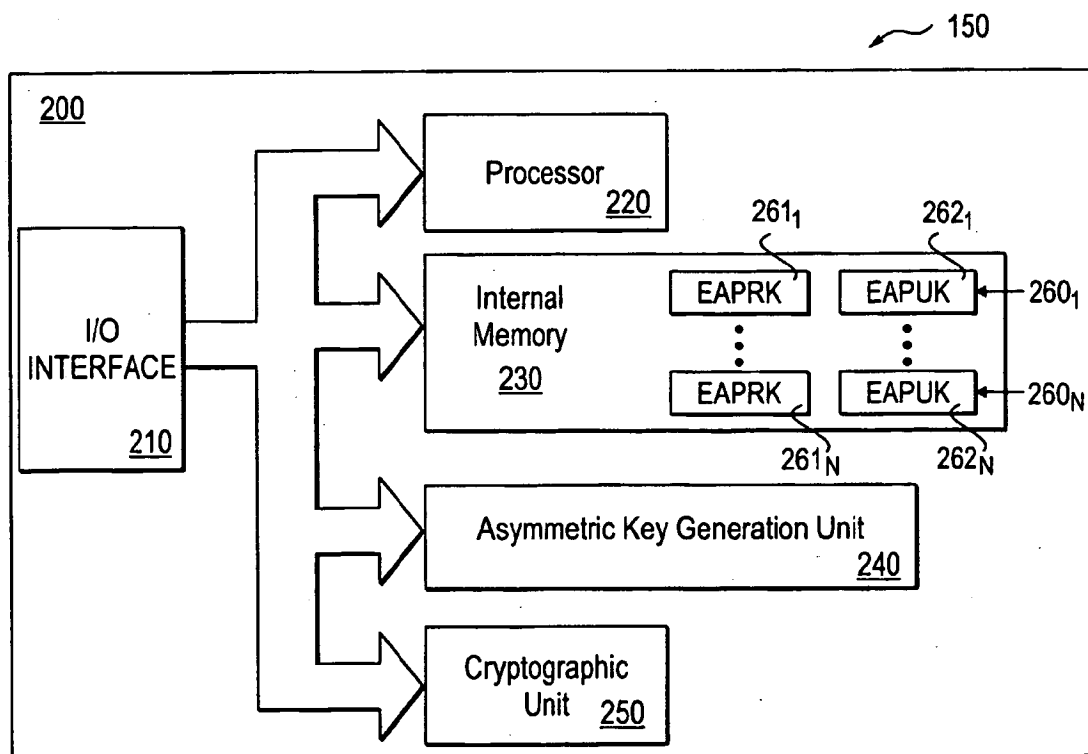 150
200
Processor
220
261₁ 262₁
I/O
INTERFACE
210
Internal
Memory
230
EAPRK EAPUK 260₁
EAPRK EAPUK 260N
261N 262N
Asymmetric Key Generation Unit
240
Cryptographic
Unit 250